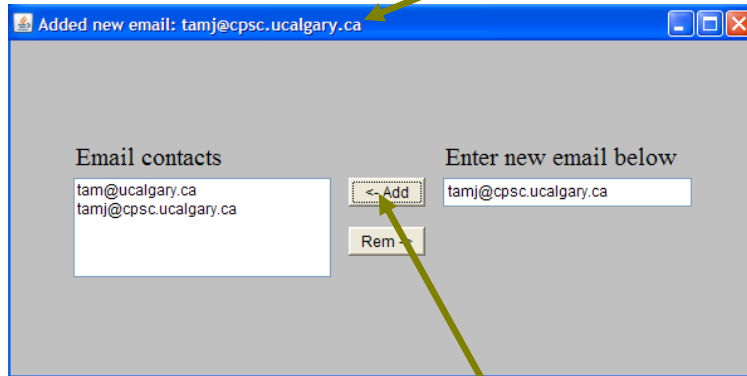 Added new email: tamj@cpsc.ucalgary.ca
Email contacts
Enter new email below
tam@ucalgary.ca
tamj@cpsc.ucalgary.ca
<- Add
tamj@cpsc.ucalgary.ca
Rem ->